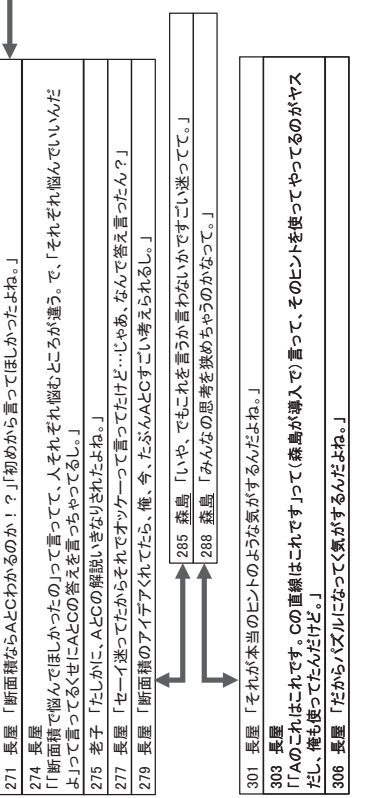 271 長屋 「断面積ならAとCわかるのか！？」「初めから言ってほしかったよね。」
274 長屋
「「断面積で悩んでほしかったの」って言ってて、人それぞれ悩むところが違う。で、「それぞれ悩んでいいんだ
よ」って言ってるくせにAとCの答えを言っちゃってるし。」
275 老子 「たしかに、AとCの解説いきなりされたよね。」
277 長屋 「セーイ迷ってたからそれでオッケーって言ってたけど…じゃあ、なんで答え言ったん？」
279 長屋 「断面積のアイデアくれてたら、俺、今、たぶんAとCすごい考えられるし。」
285 森島 「いや、でもこれを言うか言わないかですごい迷ってて。」
288 森島 「みんなの思考を狭めちゃうのかなって。」
301 長屋 「それが本当のヒントのような気がするんだよね。」
303 長屋
「「Aのこれはこれです。Cの直線はこれです」って（森島が導入で）言って、そのヒントを使ってやってるのがヤス
だし、俺も使ってたんだけど。」
306 長屋 「だからパズルになってく気がするんだよね。」